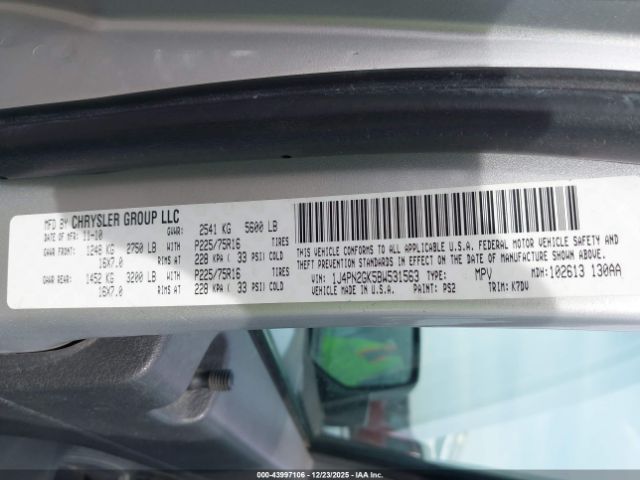 MFD BY CHRYSLER GROUP LLC
DATE OF MFR: 11-10 GVWR: 2541 KG 5600 LB
GAWR FRONT: 1248 KG 2750 LB WITH P225/75R16 TIRES
16X7.0 RIMS AT 228 KPA ( 33 PSI) COLD
GAWR REAR: 1452 KG 3200 LB WITH P225/75R16 TIRES
16X7.0 RIMS AT 228 KPA ( 33 PSI) COLD
THIS VEHICLE CONFORMS TO ALL APPLICABLE U.S.A. FEDERAL MOTOR VEHICLE SAFETY, BUMPER AND THEFT PREVENTION
STANDARDS IN EFFECT ON THE DATE OF MANUFACTURE SHOWN ABOVE.
VIN: 1J4PN2GK5BW531563 MPV MDH: 102613 130AA
VEHICLE MADE IN U.S.A. PAINT: PS2 TRIM: K7DV
000-43997106 - 12/23/2025 - IAA, Inc.